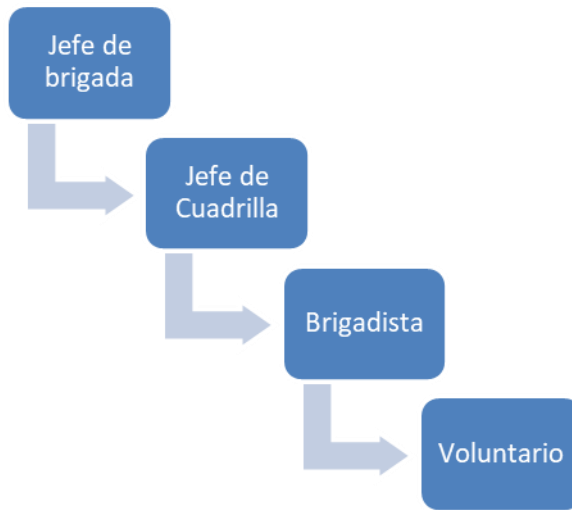 Jefe de
brigada
Jefe de
Cuadrilla
Brigadista
Voluntario